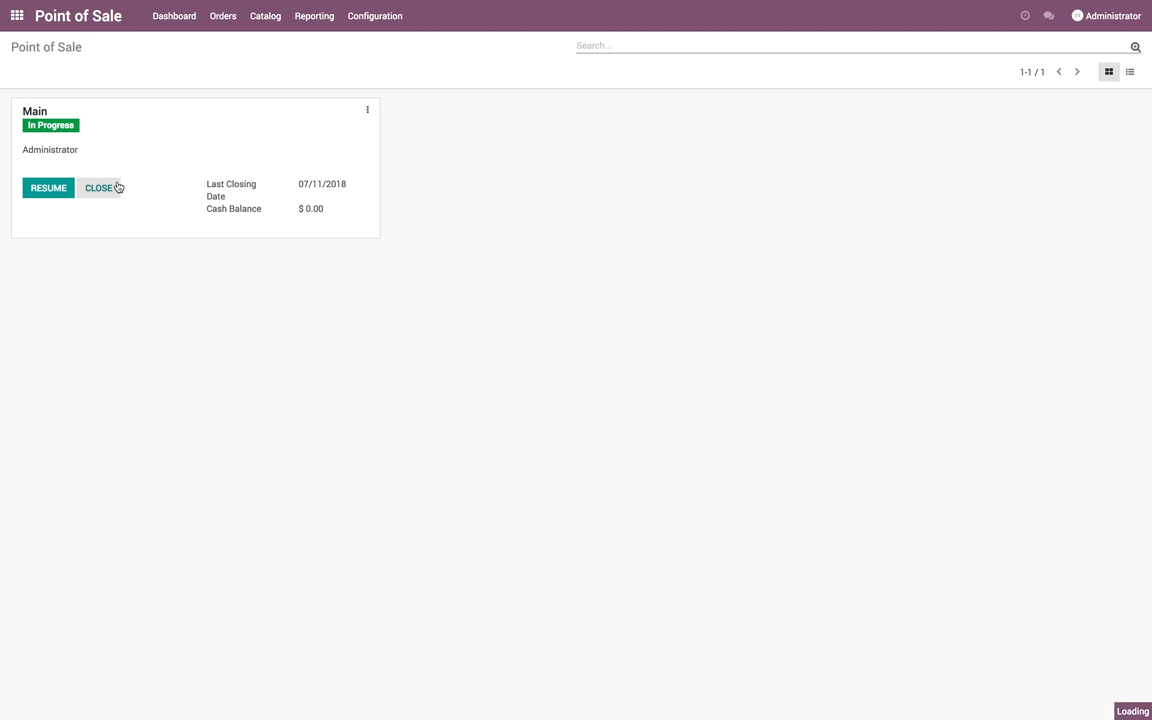 Point of Sale
Dashboard Orders Catalog Reporting Configuration
Administrator
Point of Sale
Search...
1-1 / 1
Main
In Progress
Administrator
RESUME CLOSE
Last Closing Date 07/11/2018
Cash Balance $ 0.00
Loading